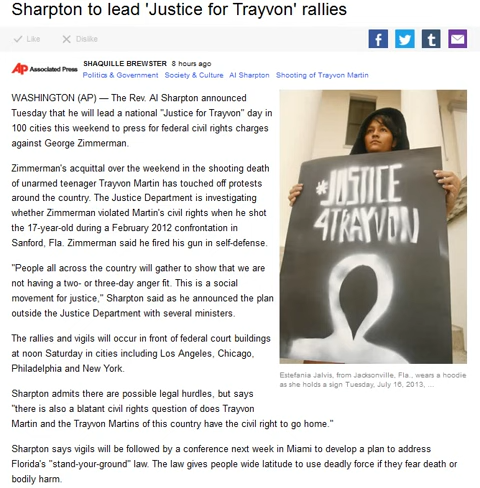 Sharpton to lead 'Justice for Trayvon' rallies
Like Dislike
AP Associated Press SHAQUILLE BREWSTER 8 hours ago
Politics & Government Society & Culture Al Sharpton Shooting of Trayvon Martin
WASHINGTON (AP) — The Rev. Al Sharpton announced
Tuesday that he will lead a national "Justice for Trayvon" day in
100 cities this weekend to press for federal civil rights charges
against George Zimmerman.
Zimmerman's acquittal over the weekend in the shooting death
of unarmed teenager Trayvon Martin has touched off protests
around the country. The Justice Department is investigating
whether Zimmerman violated Martin's civil rights when he shot
the 17-year-old during a February 2012 confrontation in
Sanford, Fla. Zimmerman said he fired his gun in self-defense.
"People all across the country will gather to show that we are
not having a two- or three-day anger fit. This is a social
movement for justice," Sharpton said as he announced the plan
outside the Justice Department with several ministers.
The rallies and vigils will occur in front of federal court buildings
at noon Saturday in cities including Los Angeles, Chicago,
Philadelphia and New York.
Sharpton admits there are possible legal hurdles, but says
"there is also a blatant civil rights question of does Trayvon
Martin and the Trayvon Martins of this country have the civil right to go home."
Sharpton says vigils will be followed by a conference next week in Miami to develop a plan to address
Florida's "stand-your-ground" law. The law gives people wide latitude to use deadly force if they fear death or
bodily harm.
#JUSTICE
4TRAYVON
Estefania Jalvis, from Jacksonville, Fla., wears a hoodie
as she holds a sign Tuesday, July 16, 2013, ...